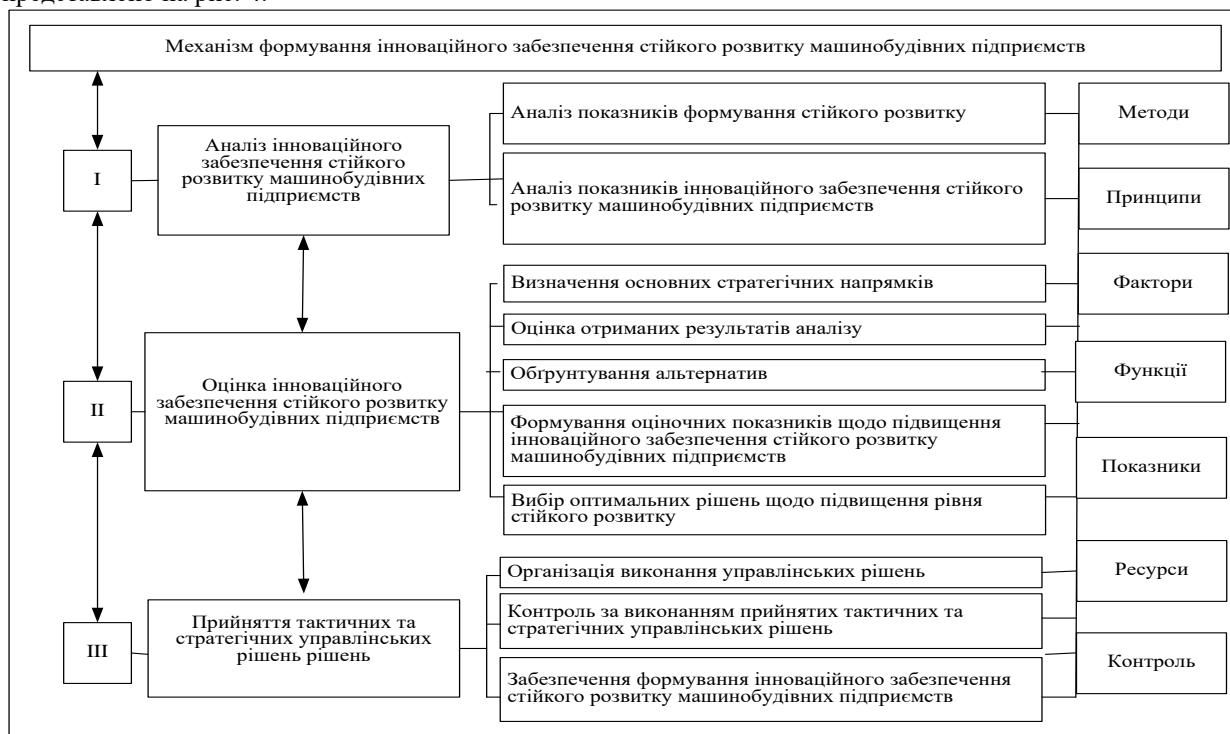 Механізм формування інноваційного забезпечення стійкого розвитку машинобудівних підприємств
I
Аналіз інноваційного
забезпечення стійкого
розвитку машинобудівних
підприємств
Аналіз показників формування стійкого розвитку
Аналіз показників інноваційного забезпечення стійкого
розвитку машинобудівних підприємств
Методи
Принципи
II
Оцінка інноваційного
забезпечення стійкого розвитку
машинобудівних підприємств
Визначення основних стратегічних напрямків
Оцінка отриманих результатів аналізу
Обґрунтування альтернатив
Формування оціночних показників щодо підвищення
інноваційного забезпечення стійкого розвитку
машинобудівних підприємств
Вибір оптимальних рішень щодо підвищення рівня
стійкого розвитку
Фактори
Функції
Показники
III
Прийняття тактичних та
стратегічних управлінських
рішень рішень
Організація виконання управлінських рішень
Контроль за виконанням прийнятих тактичних та
стратегічних управлінських рішень
Забезпечення формування інноваційного забезпечення
стійкого розвитку машинобудівних підприємств
Ресурси
Контроль